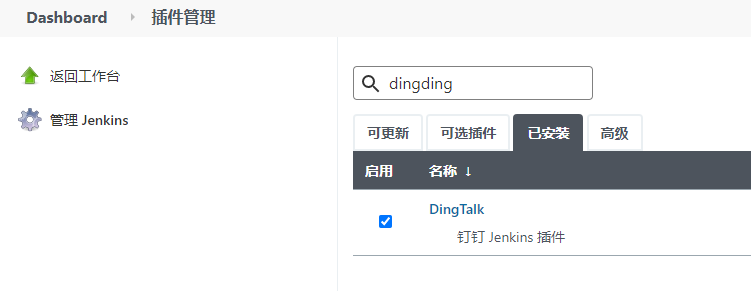 Dashboard 插件管理
返回工作台
管理 Jenkins
dingding
可更新 可选插件 已安装 高级
启用 名称 ↓
DingTalk
钉钉 Jenkins 插件